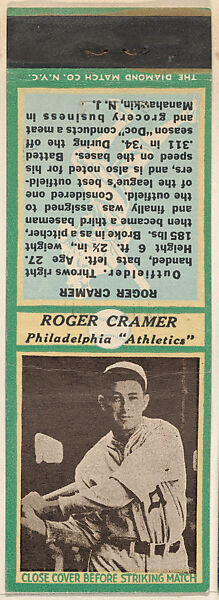 THE DIAMOND MATCH CO. N.Y.C.
ROGER CRAMER
Outfielder. Throws right
handed, bats left. Age 27.
Height 6 ft. 2½ in., weight
185 lbs. Broke in as pitcher,
then became a third baseman
and finally was assigned to
the outfield. Considered one
of the league's best outfield-
ers, and is also noted for his
speed on the bases. Batted
.311 in '34. During the off
season "Doc" conducts a meat
and grocery business in
Manahawkin, N. J.
ROGER CRAMER
Philadelphia "Athletics"
CLOSE COVER BEFORE STRIKING MATCH